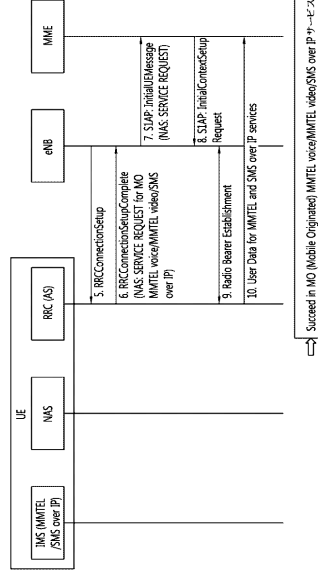 UE
IMS (MMTEL
/SMS over IP)
NAS
RRC (AS)
eNB
MME
5. RRCConnectionSetup
6. RRCConnectionSetupComplete
(NAS: SERVICE REQUEST for MO
MMTEL voice/MMTEL video/SMS
over IP)
7. S1AP: InitialUEMessage
(NAS: SERVICE REQUEST)
8. S1AP: InitialContextSetup
Request
9. Radio Bearer Establishment
10. User Data for MMTEL and SMS over IP services
Succeed in MO (Mobile Originated) MMTEL voice/MMTEL video/SMS over IP サービス